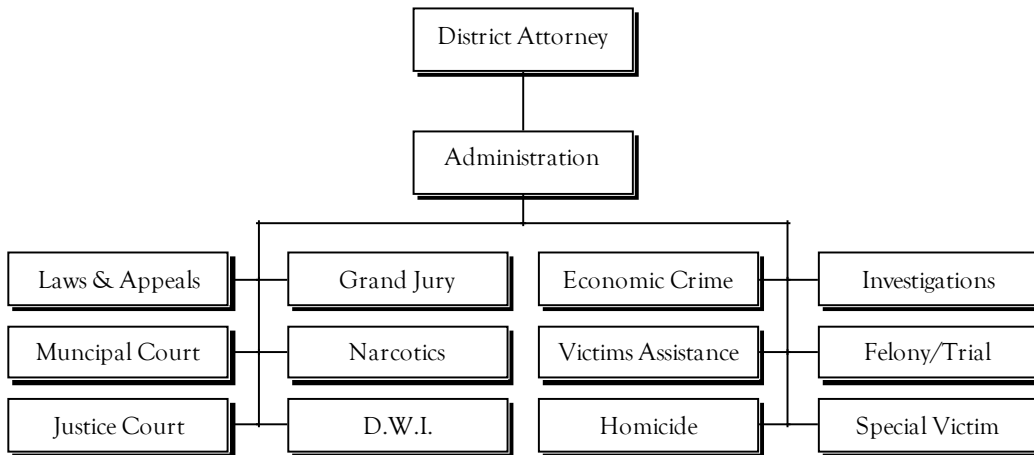 District Attorney
Administration
Laws & Appeals
Grand Jury
Economic Crime
Investigations
Muncipal Court
Narcotics
Victims Assistance
Felony/Trial
Justice Court
D.W.I.
Homicide
Special Victim